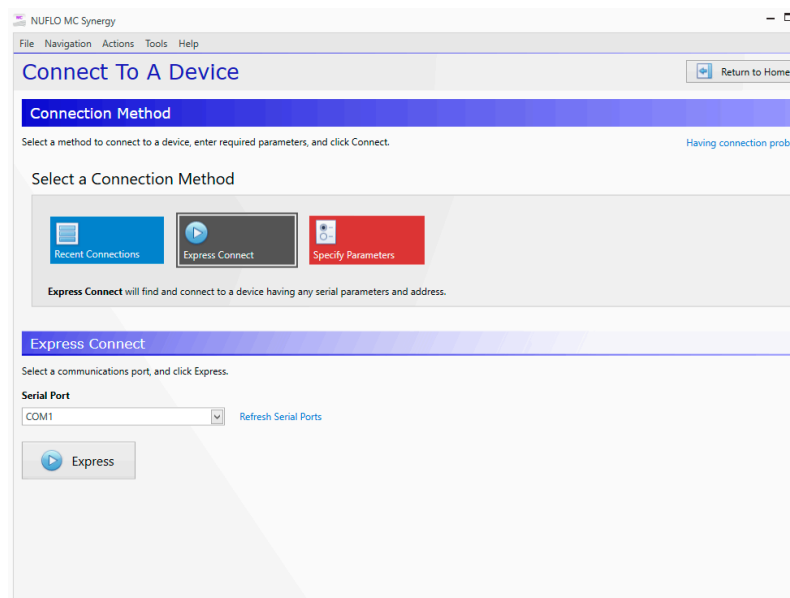 NUFLO MC Synergy
File Navigation Actions Tools Help
Connect To A Device
Return to Home
Connection Method
Select a method to connect to a device, enter required parameters, and click Connect.
Having connection prob
Select a Connection Method
Recent Connections
Express Connect
Specify Parameters
Express Connect will find and connect to a device having any serial parameters and address.
Express Connect
Select a communications port, and click Express.
Serial Port
COM1
Refresh Serial Ports
Express